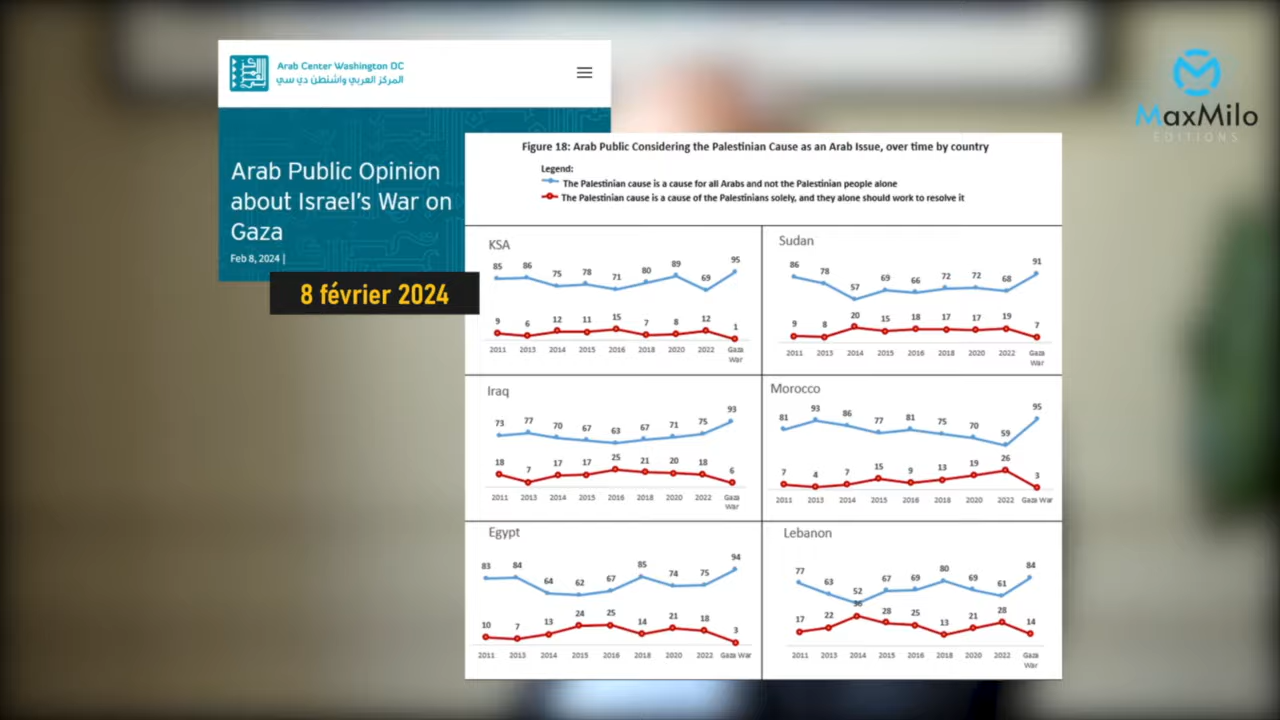 Arab Center Washington DC
المركز العربي واشنطن دي سي
Arab Public Opinion
about Israel's War on
Gaza
Feb 8, 2024 |
8 février 2024
MaxMilo
ÉDITIONS
Figure 18: Arab Public Considering the Palestinian Cause as an Arab Issue, over time by country
Legend:
The Palestinian cause is a cause for all Arabs and not the Palestinian people alone
The Palestinian cause is a cause of the Palestinians solely, and they alone should work to resolve it
KSA
85 86 75 78 71 80 89 69 95
9 6 12 11 15 7 8 12 1
2011 2013 2014 2015 2016 2018 2020 2022 Gaza
War
Sudan
86 78 57 69 66 72 72 68 91
9 8 20 15 18 17 17 19 7
2011 2013 2014 2015 2016 2018 2020 2022 Gaza
War
Iraq
73 77 70 67 63 67 71 75 93
18 7 17 17 25 21 20 18 6
2011 2013 2014 2015 2016 2018 2020 2022 Gaza
War
Morocco
81 93 86 77 81 75 70 59 95
7 4 7 15 9 13 19 26 3
2011 2013 2014 2015 2016 2018 2020 2022 Gaza War
Egypt
83 84 64 62 67 85 74 75 94
10 7 13 24 25 14 21 18 3
2011 2013 2014 2015 2016 2018 2020 2022 Gaza War
Lebanon
77 63 52 67 69 80 69 61 84
17 22 36 28 25 13 21 28 14
2011 2013 2014 2015 2016 2018 2020 2022 Gaza
War